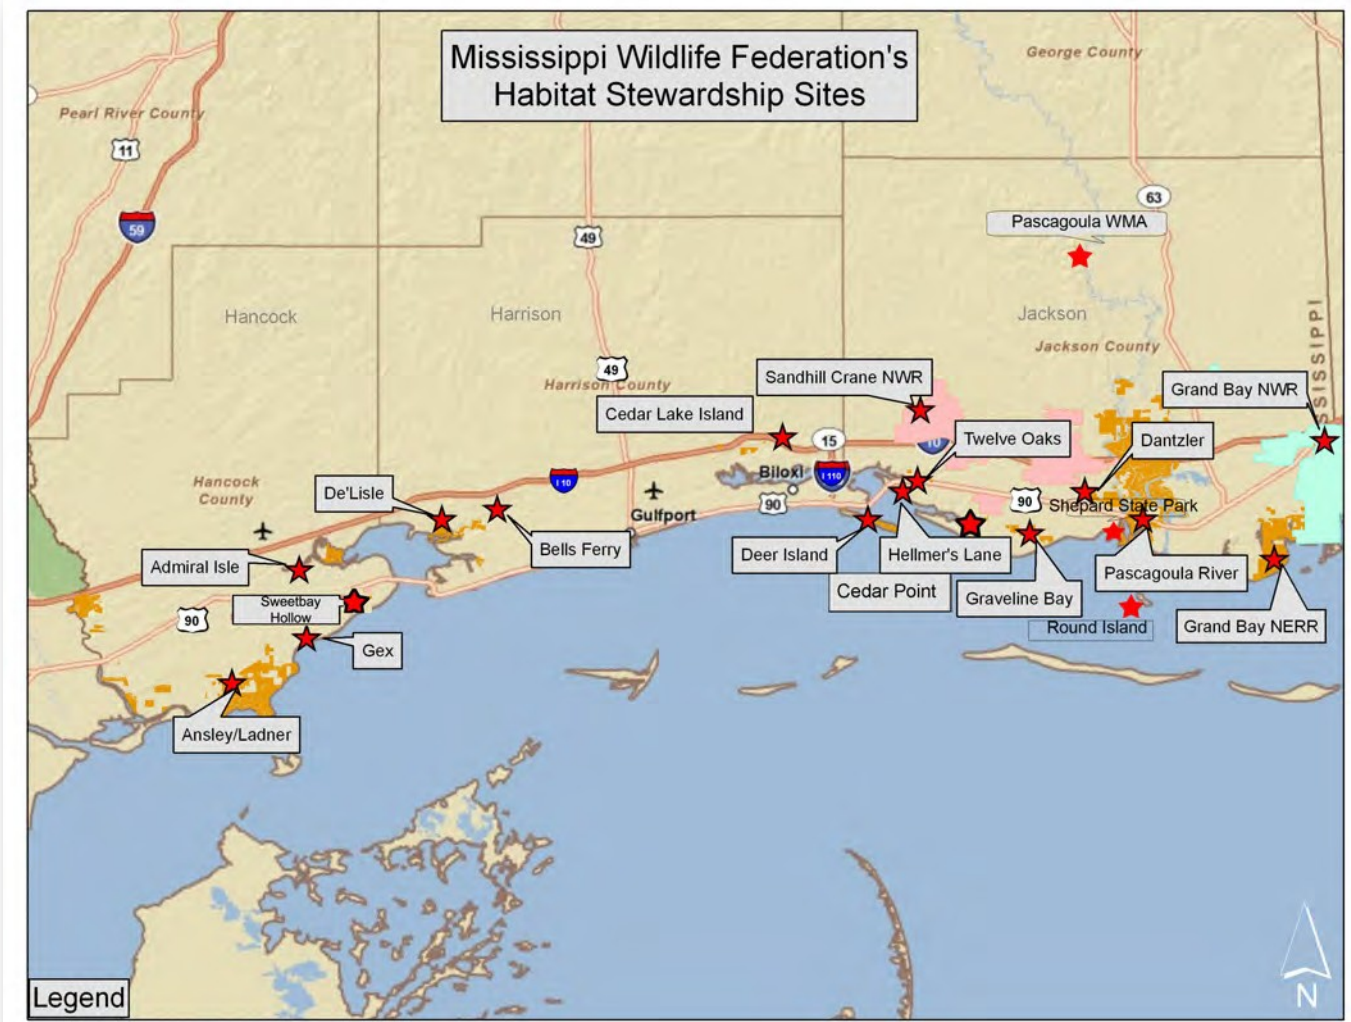 Mississippi Wildlife Federation's
Habitat Stewardship Sites
George County
Pearl River County
11
63
59
49
Pascagoula WMA
Hancock
Harrison
Jackson
Jackson County
49
Harrison County
Sandhill Crane NWR
Grand Bay NWR
SSISSIPPI
Cedar Lake Island
15
10
Twelve Oaks
Dantzler
Biloxi
I 110
I 10
90
90
Hancock
County
De'Lisle
Gulfport
Shepard State Park
Bells Ferry
Deer Island
Hellmer's Lane
Admiral Isle
Pascagoula River
Cedar Point
Graveline Bay
Sweetbay
Hollow
90
Round Island
Grand Bay NERR
Gex
Ansley/Ladner
Legend
N